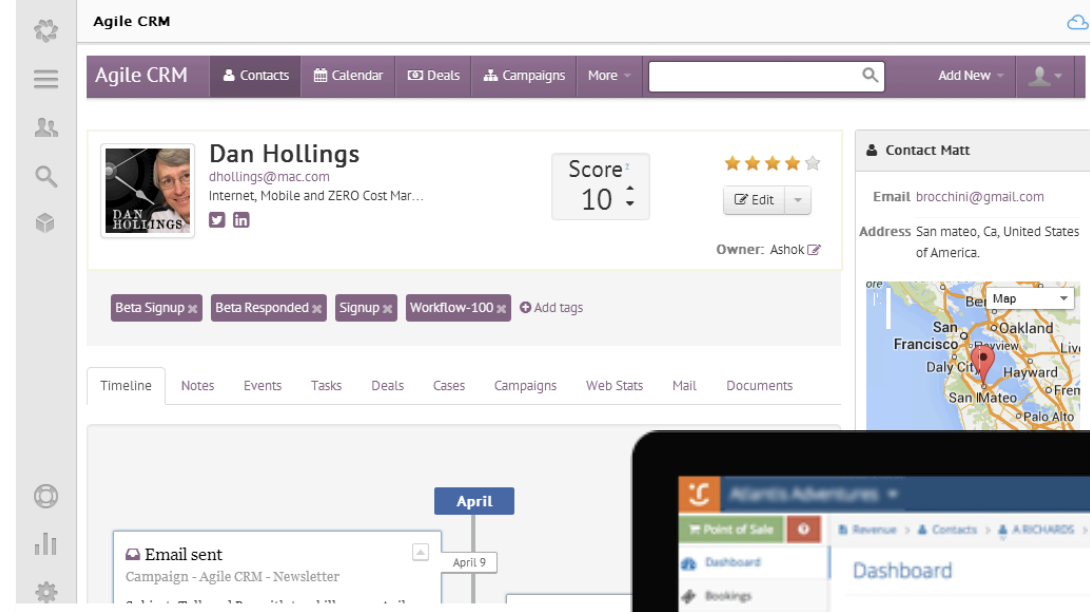 Agile CRM
Agile CRM Contacts Calendar Deals Campaigns More Add New
Dan Hollings
dhollings@mac.com
Internet, Mobile and ZERO Cost Mar...
DAN
HOLLINGS
Score
10
Edit
Owner: Ashok
Beta Signup Beta Responded Signup Workflow-100 Add tags
Timeline Notes Events Tasks Deals Cases Campaigns Web Stats Mail Documents
Contact Matt
Email brocchini@gmail.com
Address San mateo, Ca, United States
of America.
Map
San
Francisco
Oakland
Daly City
Hayward
San Mateo
Palo Alto
April
April 9
Email sent
Campaign - Agile CRM - Newsletter
Atlantis Adventures
Point of Sale
Revenue > Contacts > A RICHARDS >
Dashboard
Dashboard
Bookings